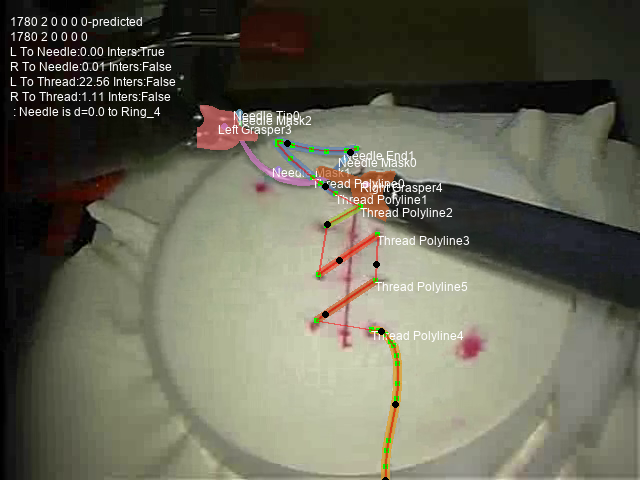 1780 2 0 0 0 0-predicted
1780 2 0 0 0 0
L To Needle:0.00 Inters:True
R To Needle:0.01 Inters:False
L To Thread:22.56 Inters:False
R To Thread:1.11 Inters:False
: Needle is d=0.0 to Ring_4
Needle Tip0
Needle Mask2
Left Grasper3
Needle End1
Needle Mask0
Needle Mask1
Thread Polyline0
Right Grasper4
Thread Polyline1
Thread Polyline2
Thread Polyline3
Thread Polyline5
Thread Polyline4